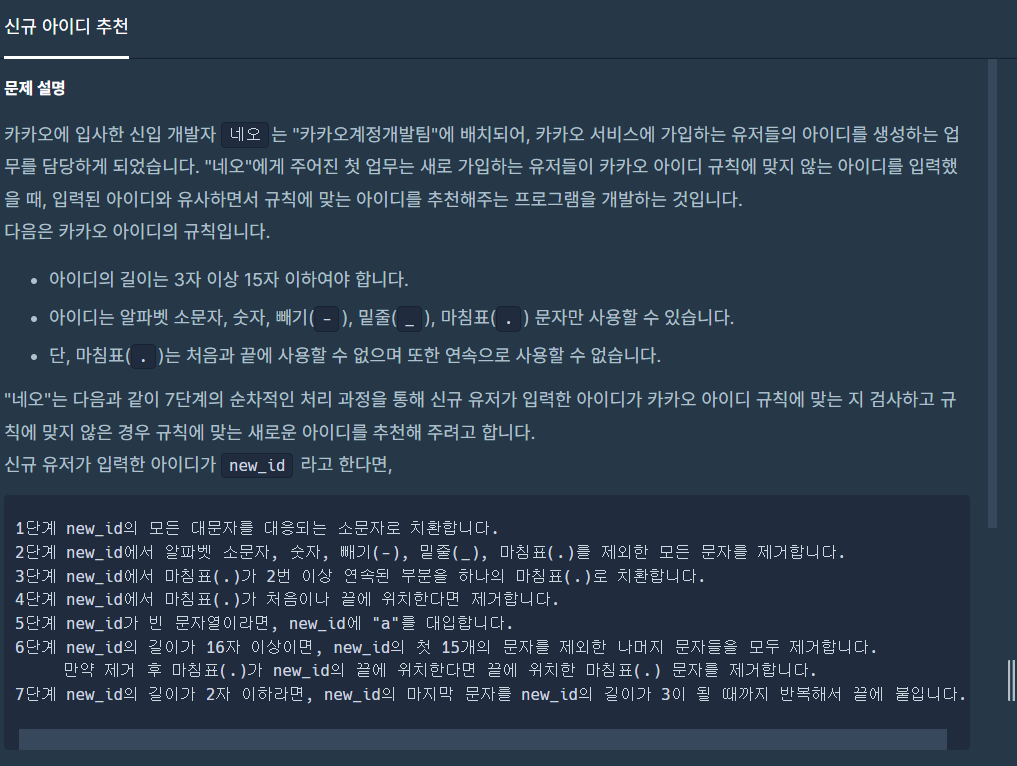 신규 아이디 추천
문제 설명
카카오에 입사한 신입 개발자 네오 는 "카카오계정개발팀"에 배치되어, 카카오 서비스에 가입하는 유저들의 아이디를 생성하는 업
무를 담당하게 되었습니다. "네오"에게 주어진 첫 업무는 새로 가입하는 유저들이 카카오 아이디 규칙에 맞지 않는 아이디를 입력했
을 때, 입력된 아이디와 유사하면서 규칙에 맞는 아이디를 추천해주는 프로그램을 개발하는 것입니다.
다음은 카카오 아이디의 규칙입니다.
• 아이디의 길이는 3자 이상 15자 이하여야 합니다.
• 아이디는 알파벳 소문자, 숫자, 빼기( - ), 밑줄( _ ), 마침표( . ) 문자만 사용할 수 있습니다.
• 단, 마침표( . )는 처음과 끝에 사용할 수 없으며 또한 연속으로 사용할 수 없습니다.
"네오"는 다음과 같이 7단계의 순차적인 처리 과정을 통해 신규 유저가 입력한 아이디가 카카오 아이디 규칙에 맞는 지 검사하고 규
칙에 맞지 않은 경우 규칙에 맞는 새로운 아이디를 추천해 주려고 합니다.
신규 유저가 입력한 아이디가 new_id 라고 한다면,
1단계 new_id의 모든 대문자를 대응되는 소문자로 치환합니다.
2단계 new_id에서 알파벳 소문자, 숫자, 빼기(-), 밑줄(_), 마침표(.)를 제외한 모든 문자를 제거합니다.
3단계 new_id에서 마침표(.)가 2번 이상 연속된 부분을 하나의 마침표(.)로 치환합니다.
4단계 new_id에서 마침표(.)가 처음이나 끝에 위치한다면 제거합니다.
5단계 new_id가 빈 문자열이라면, new_id에 "a"를 대입합니다.
6단계 new_id의 길이가 16자 이상이면, new_id의 첫 15개의 문자를 제외한 나머지 문자들을 모두 제거합니다.
만약 제거 후 마침표(.)가 new_id의 끝에 위치한다면 끝에 위치한 마침표(.) 문자를 제거합니다.
7단계 new_id의 길이가 2자 이하라면, new_id의 마지막 문자를 new_id의 길이가 3이 될 때까지 반복해서 끝에 붙입니다.